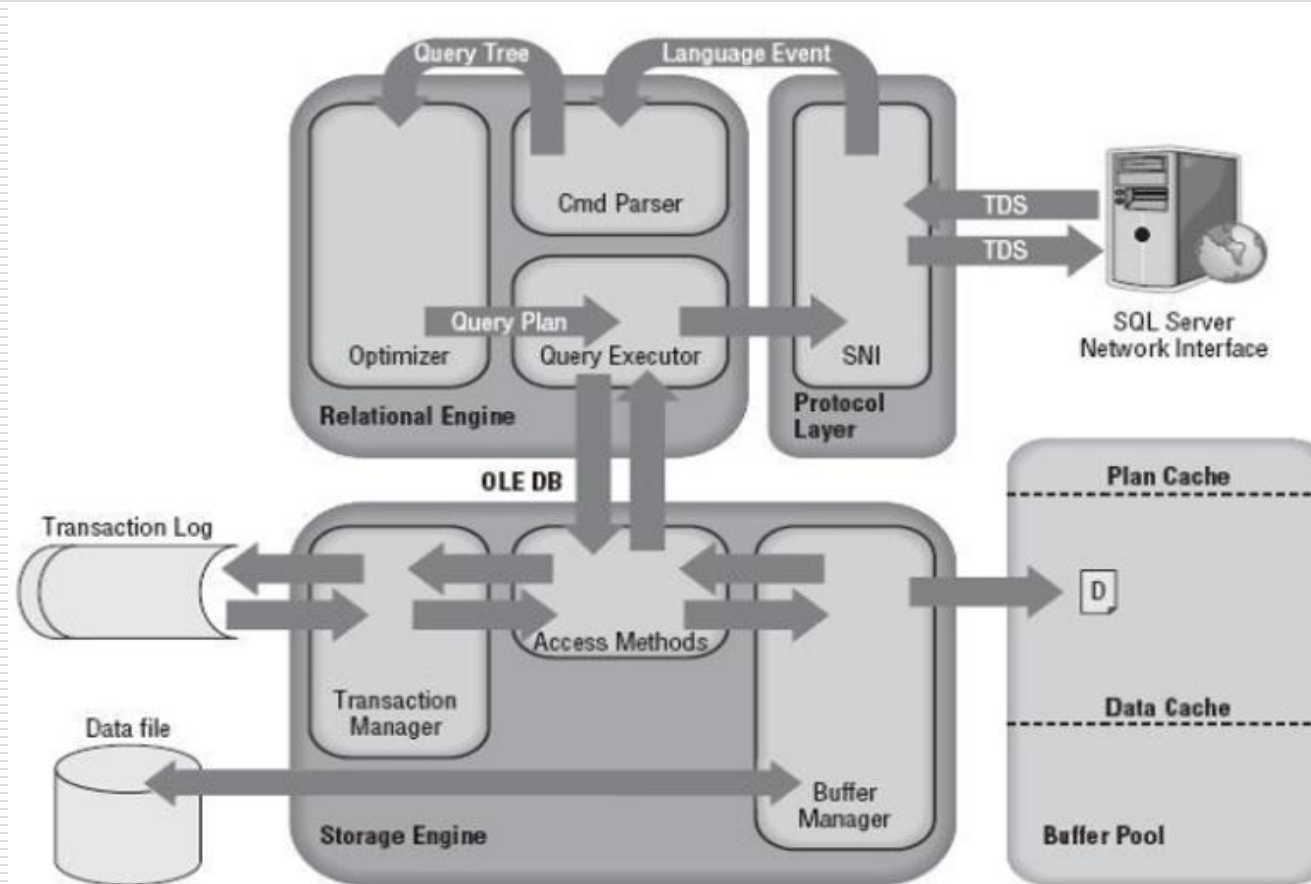 Query Tree
Language Event
Cmd Parser
TDS
TDS
SQL Server
Network Interface
Query Plan
Optimizer
Query Executor
SNI
Relational Engine
Protocol
Layer
OLE DB
Plan Cache
Transaction Log
D
Access Methods
Transaction
Manager
Data Cache
Data file
Buffer
Manager
Storage Engine
Buffer Pool